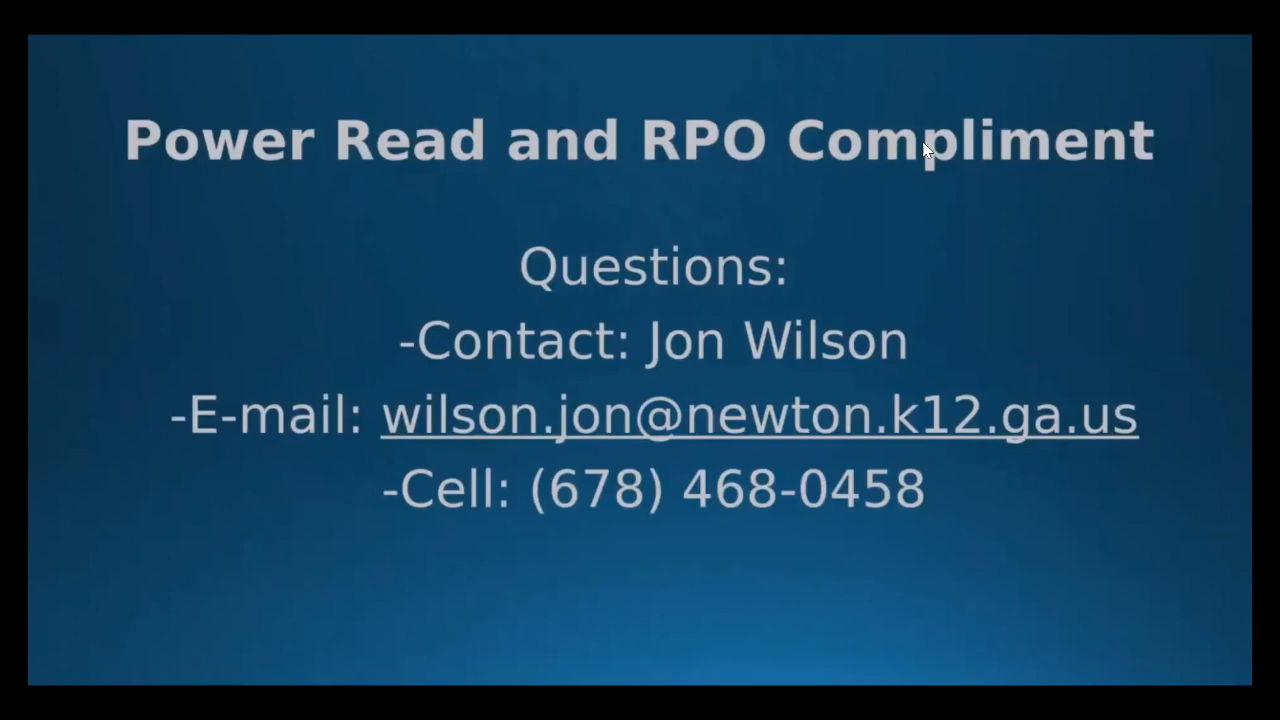 Power Read and RPO Compliment
Questions:
-Contact: Jon Wilson
-E-mail: wilson.jon@newton.k12.ga.us
-Cell: (678) 468-0458